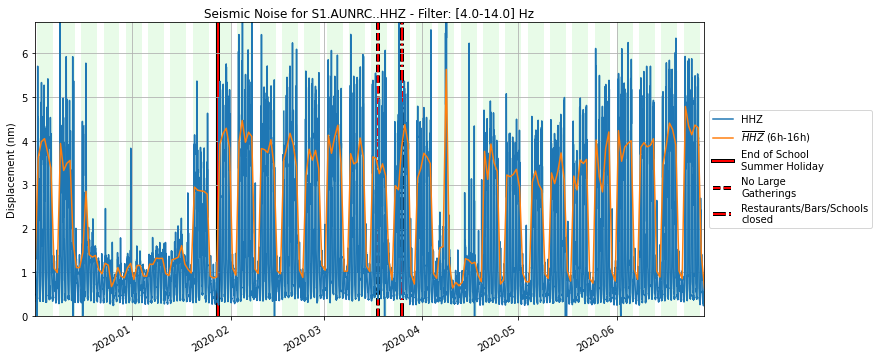 Seismic Noise for S1.AUNRC..HHZ - Filter: [4.0-14.0] Hz
Displacement (nm)
6
5
4
3
2
1
0
2020-01
2020-02
2020-03
2020-04
2020-05
2020-06
HHZ
HHZ (6h-16h)
End of School
Summer Holiday
No Large
Gatherings
Restaurants/Bars/Schools
closed